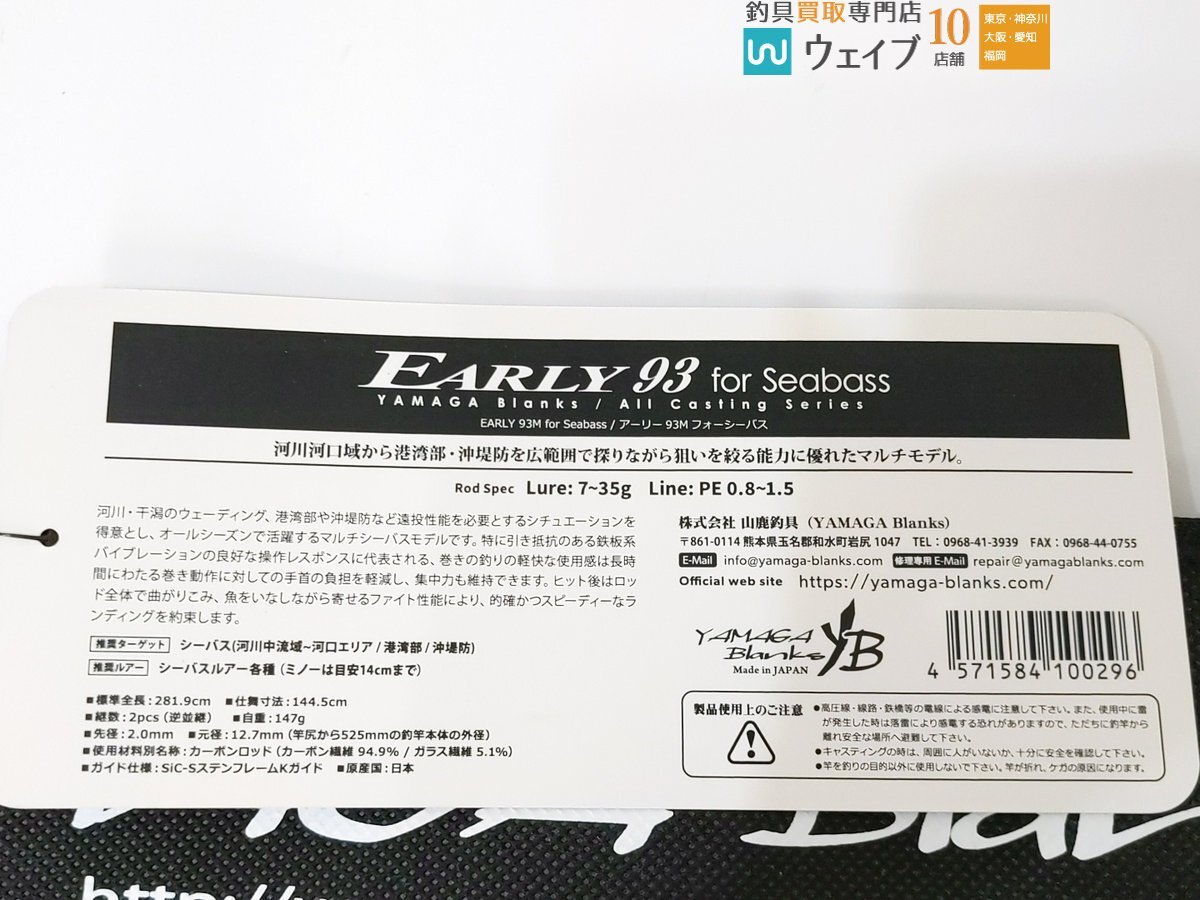 釣具買取専門店
ウェイブ
10
店舗
東京・神奈川
大阪・愛知
福岡
EARLY 93 for Seabass
YAMAGA Blanks / All Casting Series
EARLY 93M for Seabass / アーリー 93M フォーシーバス
河川河口域から港湾部・沖堤防を広範囲で探りながら狙いを絞る能力に優れたマルチモデル。
Rod Spec Lure: 7~35g Line: PE 0.8~1.5
河川・干潟のウェーディング、港湾部や沖堤防など遠投性能を必要とするシチュエーションを
得意とし、オールシーズンで活躍するマルチシーバスモデルです。特に引き抵抗のある鉄板系
バイブレーションの良好な操作レスポンスに代表される、巻きの釣りの軽快な使用感は長時
間にわたる巻き動作に対しての手首の負担を軽減し、集中力も維持できます。ヒット後はロッ
ド全体で曲がりこみ、魚をいなしながら寄せるファイト性能により、的確かつスピーディーなラ
ンディングを約束します。
推奨ターゲット シーバス(河川中流域~河口エリア / 港湾部 / 沖堤防)
推奨ルアー シーバスルアー各種 (ミノーは目安14cmまで)
■標準全長：281.9cm ■仕舞寸法：144.5cm
■継数：2pcs (逆並継) ■自重：147g
■先径：2.0mm ■元径：12.7mm (竿尻から525mmの釣竿本体の外径)
■使用材料別名称：カーボンロッド (カーボン繊維 94.9% / ガラス繊維 5.1%)
■ガイド仕様：SiC-SステンフレームKガイド ■原産国：日本
株式会社 山鹿釣具 (YAMAGA Blanks)
〒861-0114 熊本県玉名郡和水町岩尻 1047 TEL：0968-41-3939 FAX：0968-44-0755
E-Mail info@yamaga-blanks.com 修理専用 E-Mail repair@yamagablanks.com
Official web site https://yamaga-blanks.com/
YAMAGA Blanks YB
Made in JAPAN
4 571584 100296
製品使用上のご注意
●高圧線・線路・鉄橋等の電線による感電に注意して下さい。また、使用中に雷
が発生した時は落雷により感電する恐れがありますので、ただちに釣竿から
離れ安全な場所へ避難して下さい。
●キャスティングの時は、周囲に人がいないか、十分に安全を確認して下さい。
●竿を釣りの目的以外に使用しないで下さい。竿が折れ、ケガの原因になります。